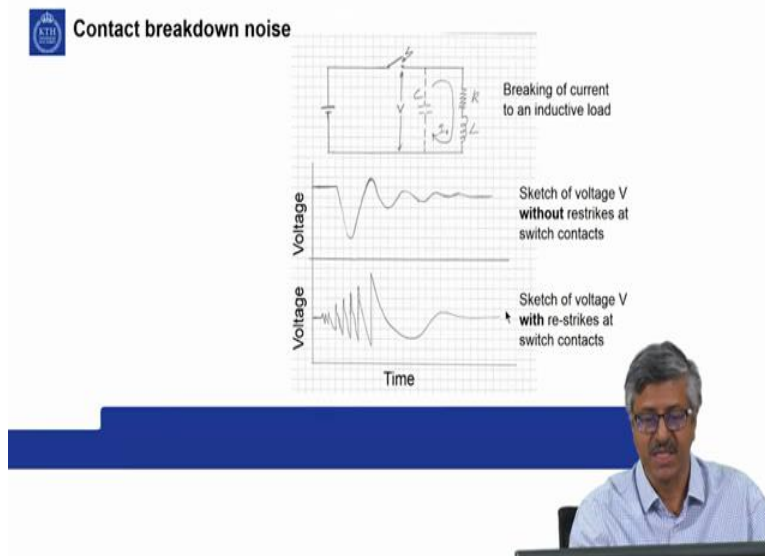 KTH
Contact breakdown noise
Breaking of current
to an inductive load
C
V
R
L
Voltage
Sketch of voltage V
without restrikes at
switch contacts
Voltage
Sketch of voltage V
with re-strikes at
switch contacts
Time